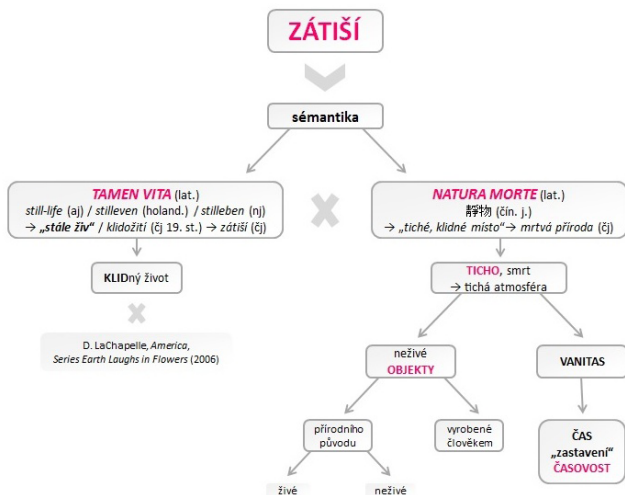 ZÁTIŠÍ
sémantika
TAMEN VITA (lat.)
still-life (aj) / stilleven (holand.) / stilleben (nj)
→ „stále živ“ / klidožití (čj 19. st.) → zátiší (čj)
NATURA MORTE (lat.)
靜物 (čín. j.)
→ „tiché, klidné místo“→ mrtvá příroda (čj)
KLIDný život
TICHO, smrt
→ tichá atmosféra
D. LaChapelle, America,
Series Earth Laughs in Flowers (2006)
neživé
OBJEKTY
VANITAS
přírodního
původu
vyrobené
člověkem
ČAS
„zastavení“
ČASOVOST
živé
neživé